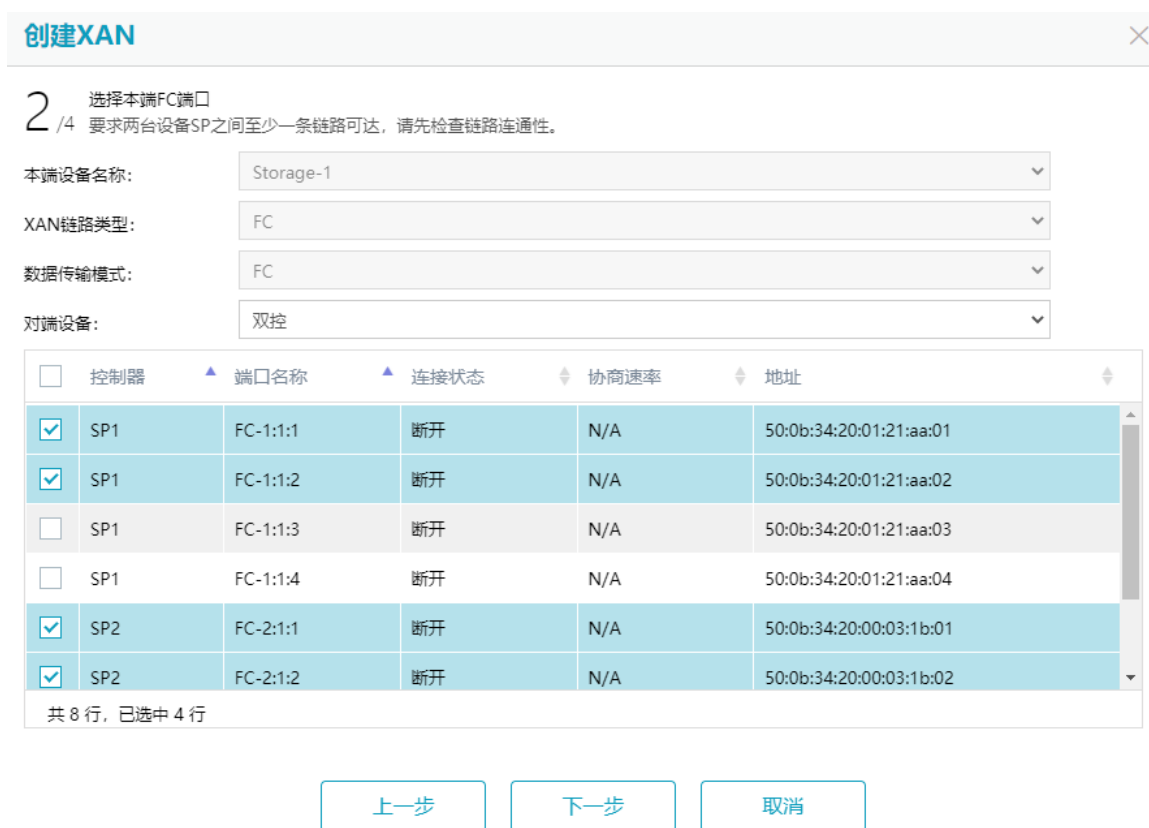 创建XAN
2/4 选择本端FC端口
要求两台设备SP之间至少一条链路可达，请先检查链路连通性。
本端设备名称： Storage-1
XAN链路类型： FC
数据传输模式： FC
对端设备： 双控
控制器 端口名称 连接状态 协商速率 地址
SP1 FC-1:1:1 断开 N/A 50:0b:34:20:01:21:aa:01
SP1 FC-1:1:2 断开 N/A 50:0b:34:20:01:21:aa:02
SP1 FC-1:1:3 断开 N/A 50:0b:34:20:01:21:aa:03
SP1 FC-1:1:4 断开 N/A 50:0b:34:20:01:21:aa:04
SP2 FC-2:1:1 断开 N/A 50:0b:34:20:00:03:1b:01
SP2 FC-2:1:2 断开 N/A 50:0b:34:20:00:03:1b:02
共 8 行，已选中 4 行
上一步 下一步 取消